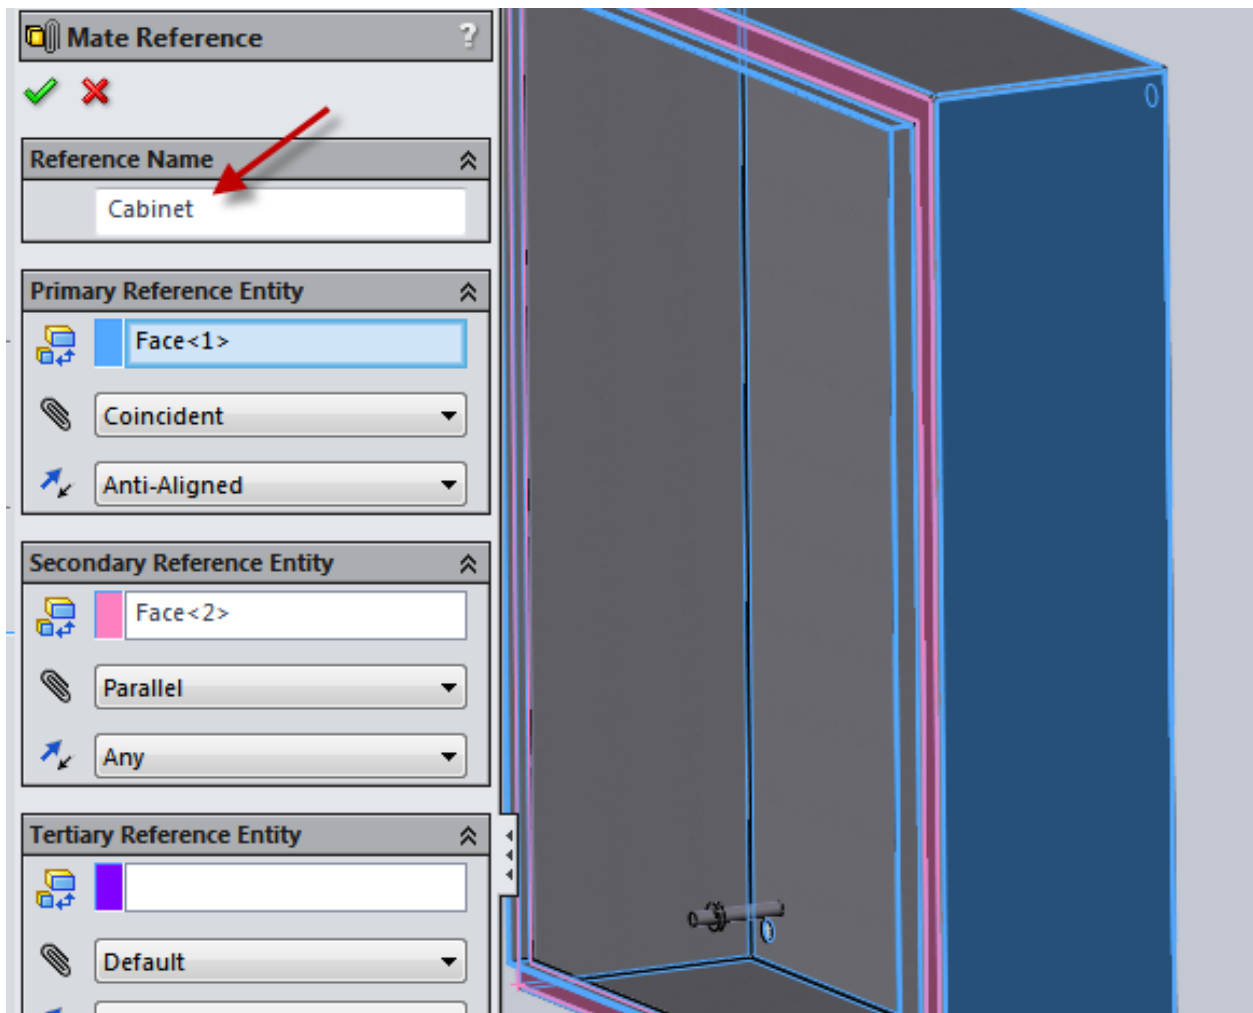 Mate Reference ?
Reference Name
Cabinet
Primary Reference Entity
Face<1>
Coincident
Anti-Aligned
Secondary Reference Entity
Face<2>
Parallel
Any
Tertiary Reference Entity
Default